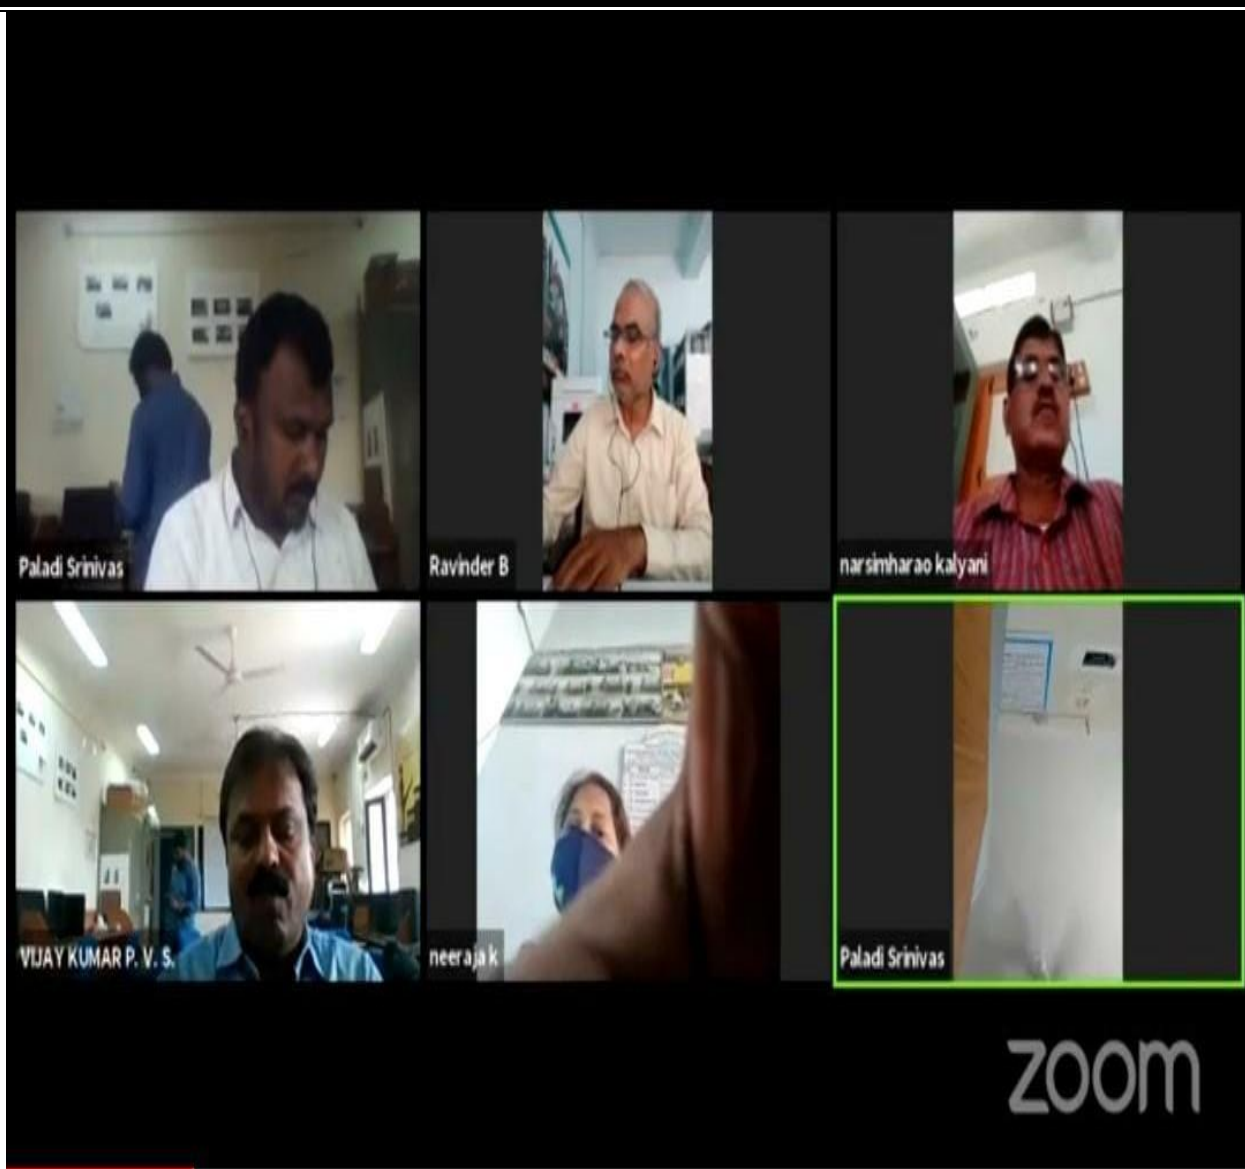 Paladi Srinivas
Ravinder B
narsimharao kalyani
VIJAY KUMAR P. V. S.
neeraja k
Paladi Srinivas
zoom